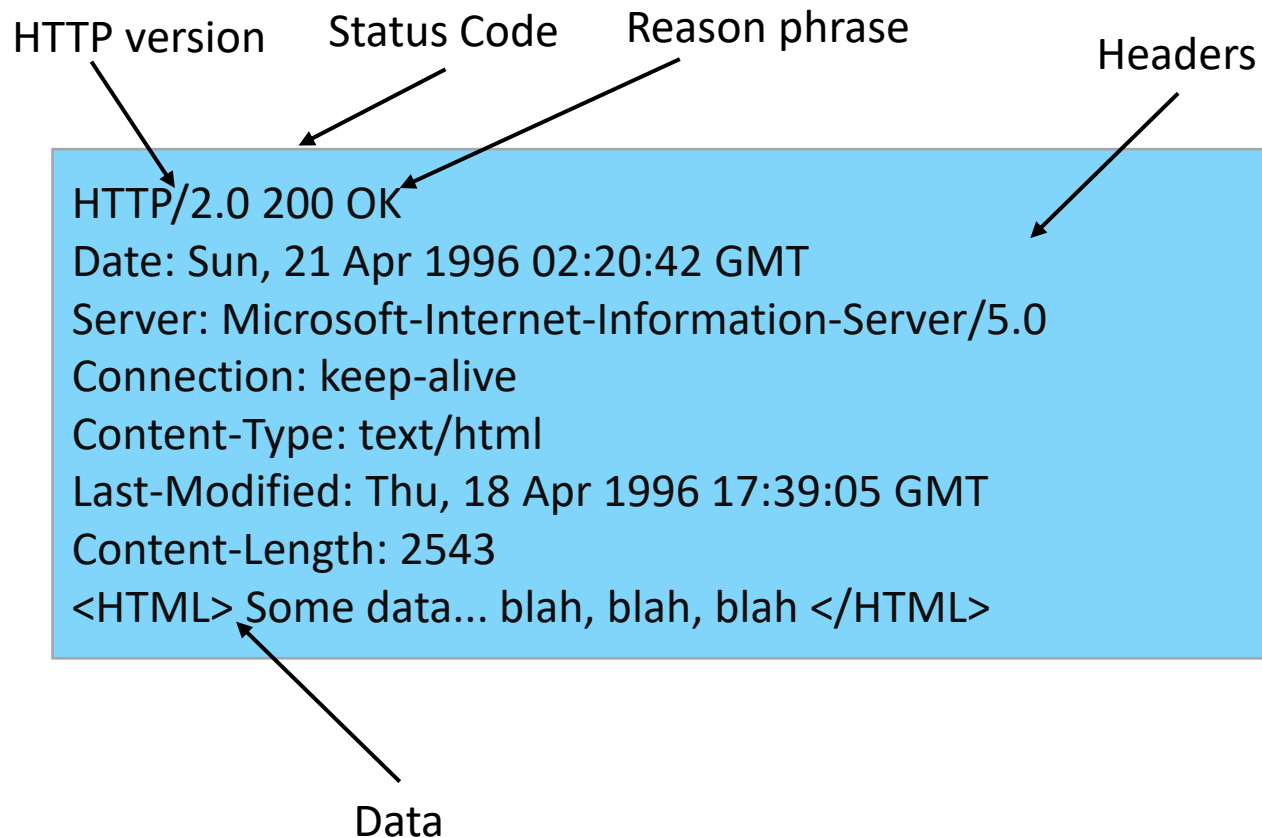 HTTP version Status Code Reason phrase Headers
HTTP/2.0 200 OK
Date: Sun, 21 Apr 1996 02:20:42 GMT
Server: Microsoft-Internet-Information-Server/5.0
Connection: keep-alive
Content-Type: text/html
Last-Modified: Thu, 18 Apr 1996 17:39:05 GMT
Content-Length: 2543
<HTML> Some data... blah, blah, blah </HTML>
Data